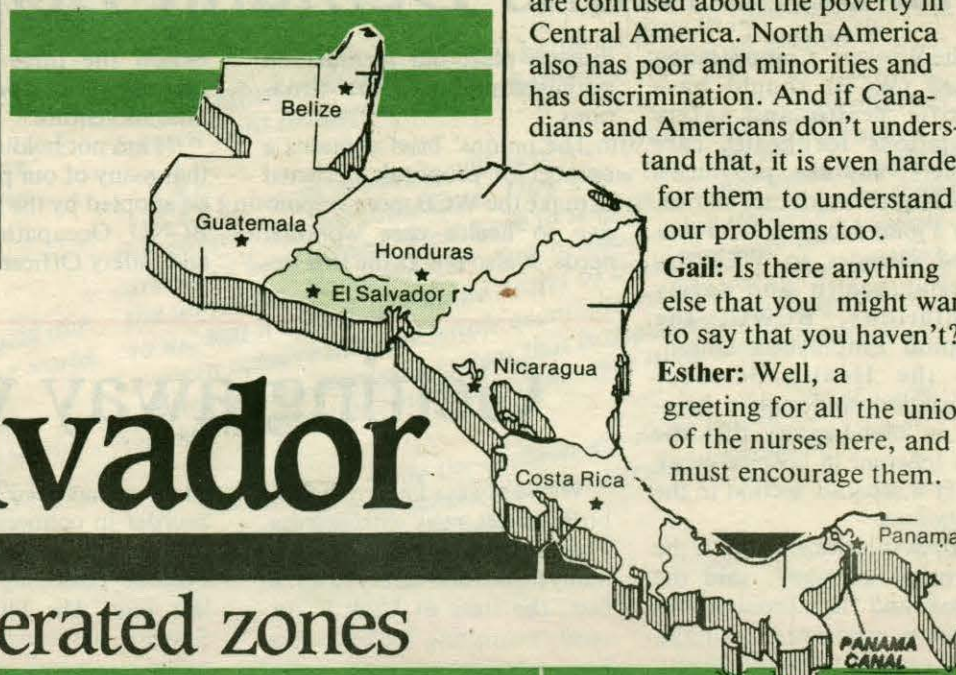 are confused about the poverty in
Central America. North America
also has poor and minorities and
has discrimination. And if Cana-
dians and Americans don't unders-
tand that, it is even harde
for them to understand
our problems too.
Gail: Is there anything
else that you might wan
to say that you haven't?
Esther: Well, a
greeting for all the unio
of the nurses here, and
must encourage them.
Belize
Guatemala
Honduras
El Salvador r
Nicaragua
Costa Rica
Panama
PANAMA
CANAL
vador
erated zones